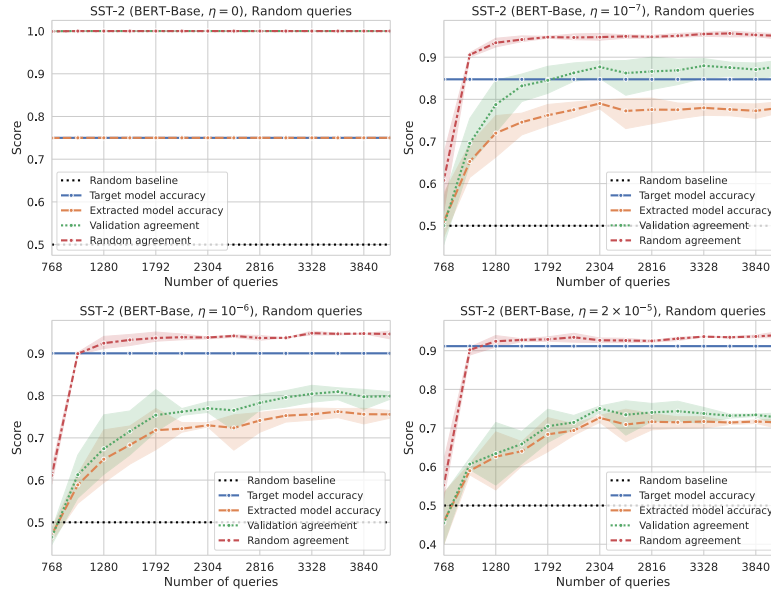 SST-2 (BERT-Base, η = 0), Random queries
Score
1.0
0.9
0.8
0.7
0.6
0.5
Random baseline
Target model accuracy
Extracted model accuracy
Validation agreement
Random agreement
768 1280 1792 2304 2816 3328 3840
Number of queries
SST-2 (BERT-Base, η = 10⁻⁷), Random queries
Score
0.9
0.8
0.7
0.6
0.5
Random baseline
Target model accuracy
Extracted model accuracy
Validation agreement
Random agreement
768 1280 1792 2304 2816 3328 3840
Number of queries
SST-2 (BERT-Base, η = 10⁻⁶), Random queries
Score
0.9
0.8
0.7
0.6
0.5
Random baseline
Target model accuracy
Extracted model accuracy
Validation agreement
Random agreement
768 1280 1792 2304 2816 3328 3840
Number of queries
SST-2 (BERT-Base, η = 2 × 10⁻⁵), Random queries
Score
0.9
0.8
0.7
0.6
0.5
0.4
Random baseline
Target model accuracy
Extracted model accuracy
Validation agreement
Random agreement
768 1280 1792 2304 2816 3328 3840
Number of queries